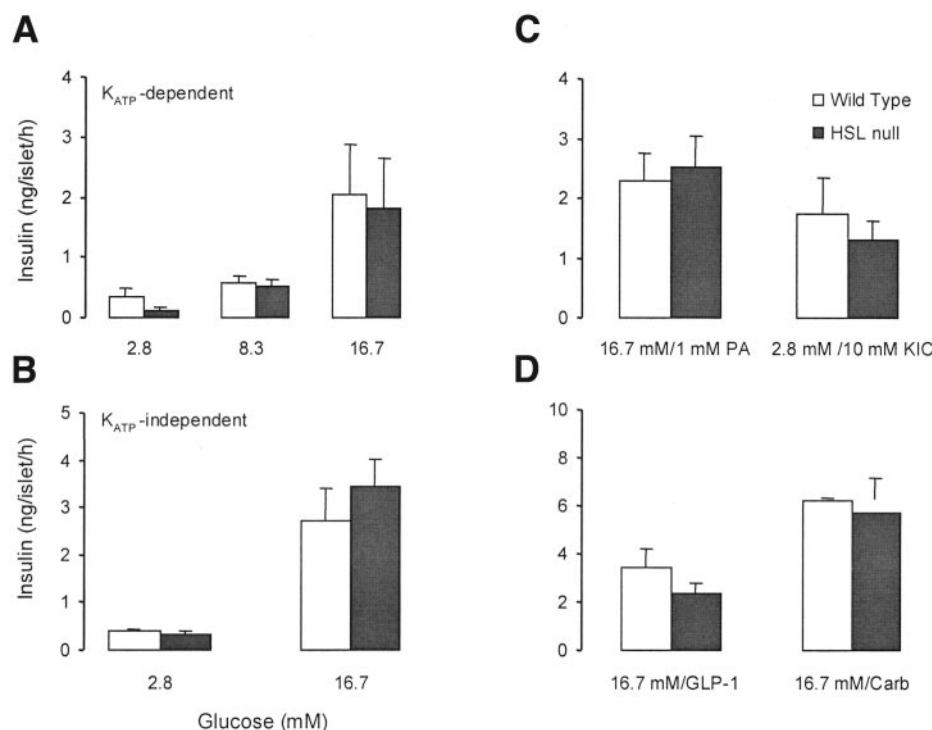 A
Insulin (ng/islet/h)
K_ATP-dependent
4
3
2
1
0
2.8 8.3 16.7
B
Insulin (ng/islet/h)
K_ATP-independent
5
4
3
2
1
0
2.8 16.7
Glucose (mM)
C
4
3
2
1
0
Wild Type
HSL null
16.7 mM/1 mM PA 2.8 mM /10 mM KIC
D
10
8
6
4
2
0
16.7 mM/GLP-1 16.7 mM/Carb